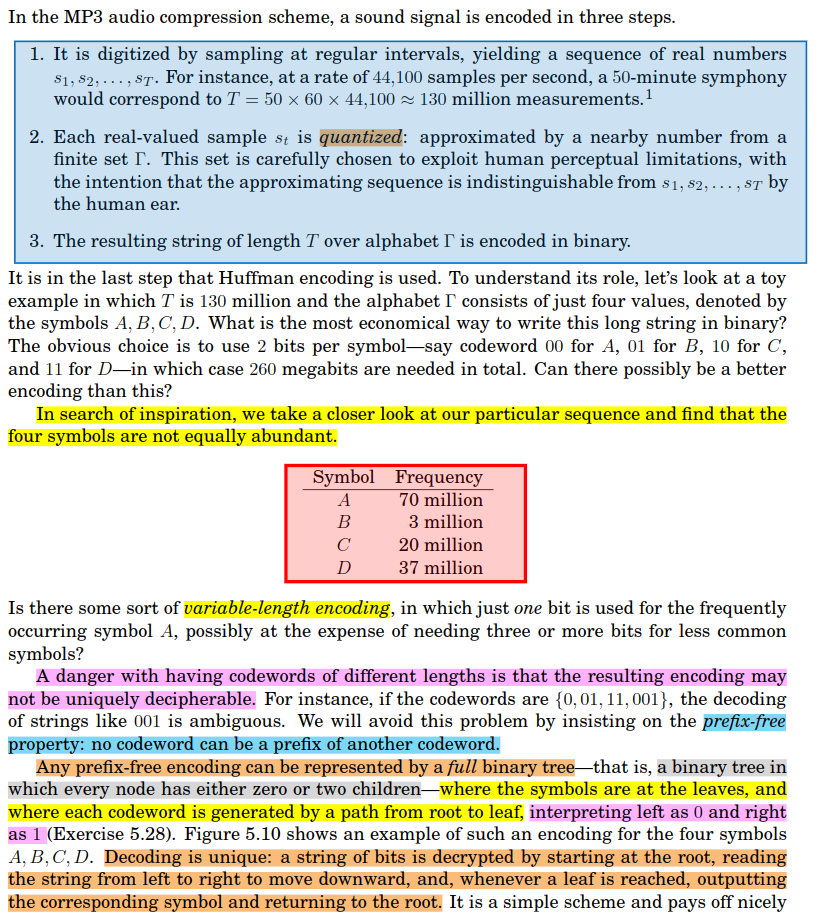 In the MP3 audio compression scheme, a sound signal is encoded in three steps.
1. It is digitized by sampling at regular intervals, yielding a sequence of real numbers
s₁, s₂, . . . , s_T. For instance, at a rate of 44,100 samples per second, a 50-minute symphony
would correspond to T = 50 × 60 × 44,100 ≈ 130 million measurements.¹
2. Each real-valued sample s_t is quantized: approximated by a nearby number from a
finite set Γ. This set is carefully chosen to exploit human perceptual limitations, with
the intention that the approximating sequence is indistinguishable from s₁, s₂, . . . , s_T by
the human ear.
3. The resulting string of length T over alphabet Γ is encoded in binary.
It is in the last step that Huffman encoding is used. To understand its role, let's look at a toy
example in which T is 130 million and the alphabet Γ consists of just four values, denoted by
the symbols A, B, C, D. What is the most economical way to write this long string in binary?
The obvious choice is to use 2 bits per symbol—say codeword 00 for A, 01 for B, 10 for C,
and 11 for D—in which case 260 megabits are needed in total. Can there possibly be a better
encoding than this?
In search of inspiration, we take a closer look at our particular sequence and find that the
four symbols are not equally abundant.
Symbol Frequency
A 70 million
B 3 million
C 20 million
D 37 million
Is there some sort of variable-length encoding, in which just one bit is used for the frequently
occurring symbol A, possibly at the expense of needing three or more bits for less common
symbols?
A danger with having codewords of different lengths is that the resulting encoding may
not be uniquely decipherable. For instance, if the codewords are {0, 01, 11, 001}, the decoding
of strings like 001 is ambiguous. We will avoid this problem by insisting on the prefix-free
property: no codeword can be a prefix of another codeword.
Any prefix-free encoding can be represented by a full binary tree—that is, a binary tree in
which every node has either zero or two children—where the symbols are at the leaves, and
where each codeword is generated by a path from root to leaf, interpreting left as 0 and right
as 1 (Exercise 5.28). Figure 5.10 shows an example of such an encoding for the four symbols
A, B, C, D. Decoding is unique: a string of bits is decrypted by starting at the root, reading
the string from left to right to move downward, and, whenever a leaf is reached, outputting
the corresponding symbol and returning to the root. It is a simple scheme and pays off nicely